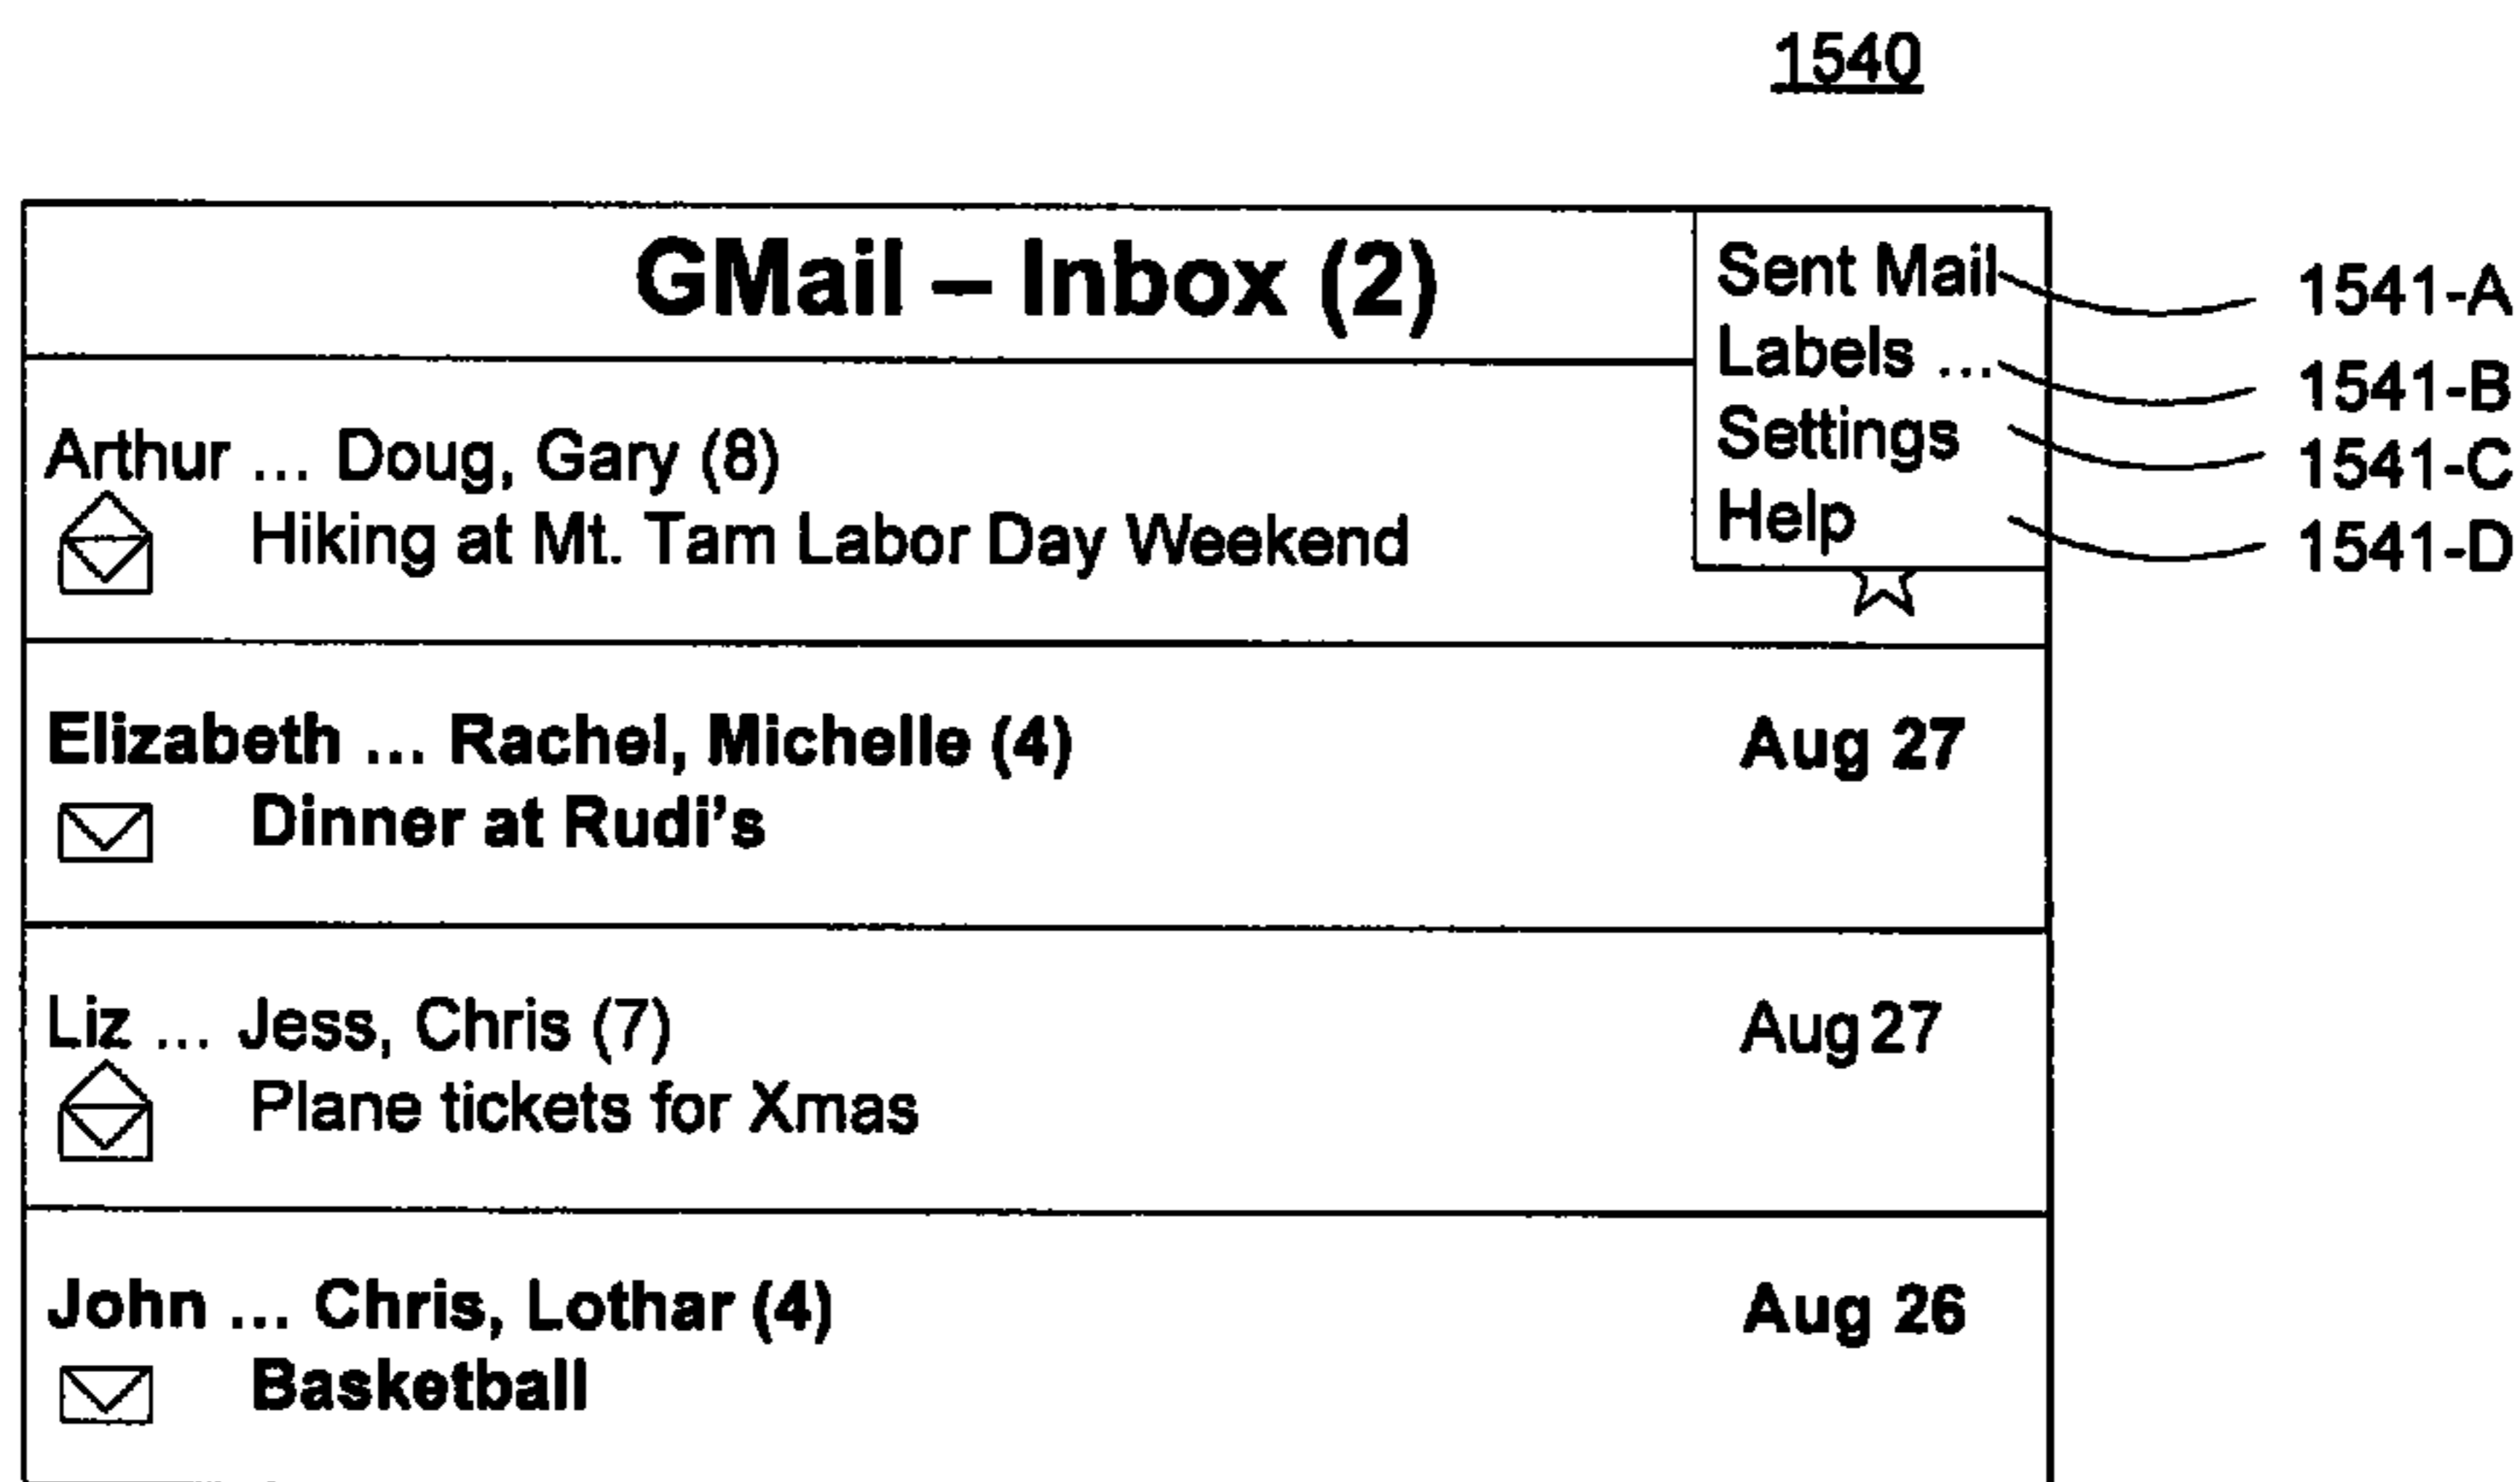 1540
GMail – Inbox (2)
Sent Mail 1541-A
Labels ... 1541-B
Settings 1541-C
Help 1541-D
Arthur ... Doug, Gary (8)
Hiking at Mt. Tam Labor Day Weekend
Elizabeth ... Rachel, Michelle (4) Aug 27
Dinner at Rudi's
Liz ... Jess, Chris (7) Aug 27
Plane tickets for Xmas
John ... Chris, Lothar (4) Aug 26
Basketball